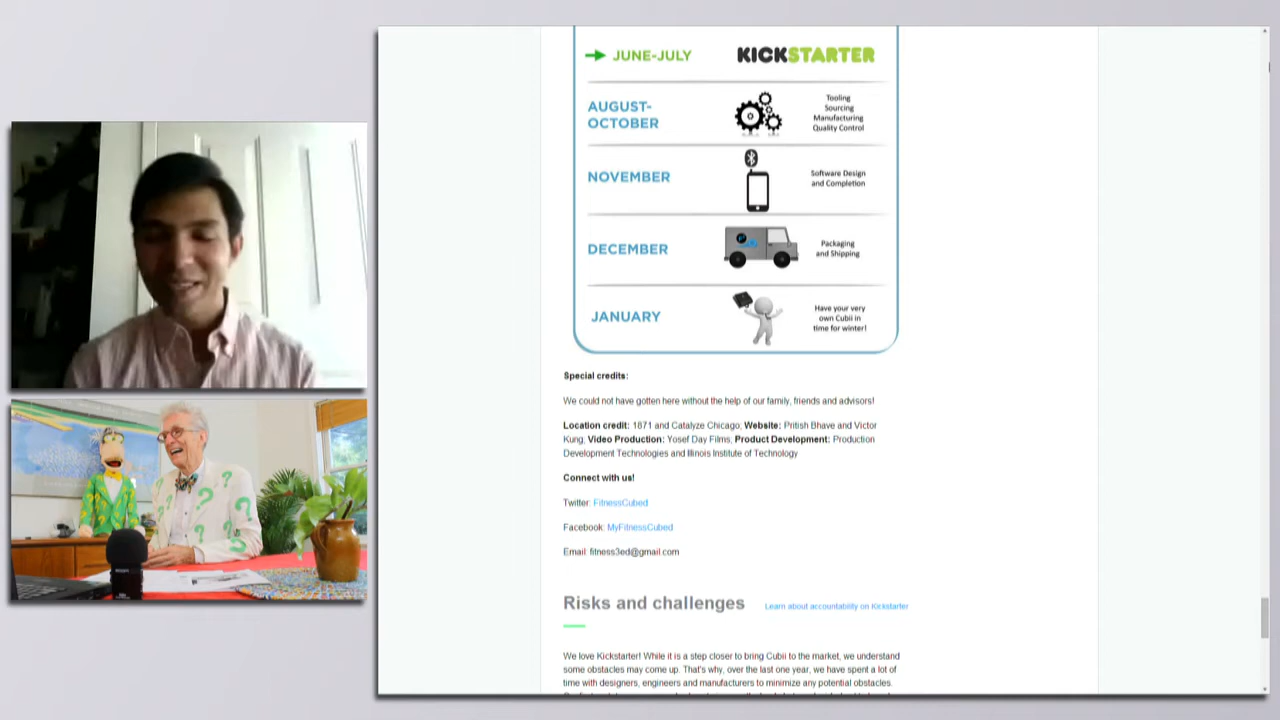 JUNE-JULY
KICKSTARTER
AUGUST-
OCTOBER
Tooling
Sourcing
Manufacturing
Quality Control
NOVEMBER
Software Design
and Completion
DECEMBER
Packaging
and Shipping
JANUARY
Have your very
own Cubii in
time for winter!
Special credits:
We could not have gotten here without the help of our family, friends and advisors!
Location credit: 1871 and Catalyze Chicago, Website: Pritish Bhave and Victor
Kung, Video Production: Yosef Day Films, Product Development: Production
Development Technologies and Illinois Institute of Technology
Connect with us!
Twitter: FitnessCubed
Facebook: MyFitnessCubed
Email: fitness3ed@gmail.com
Risks and challenges
Learn about accountability on Kickstarter
We love Kickstarter! While it is a step closer to bring Cubii to the market, we understand
some obstacles may come up. That's why, over the last one year, we have spent a lot of
time with designers, engineers and manufacturers to minimize any potential obstacles.